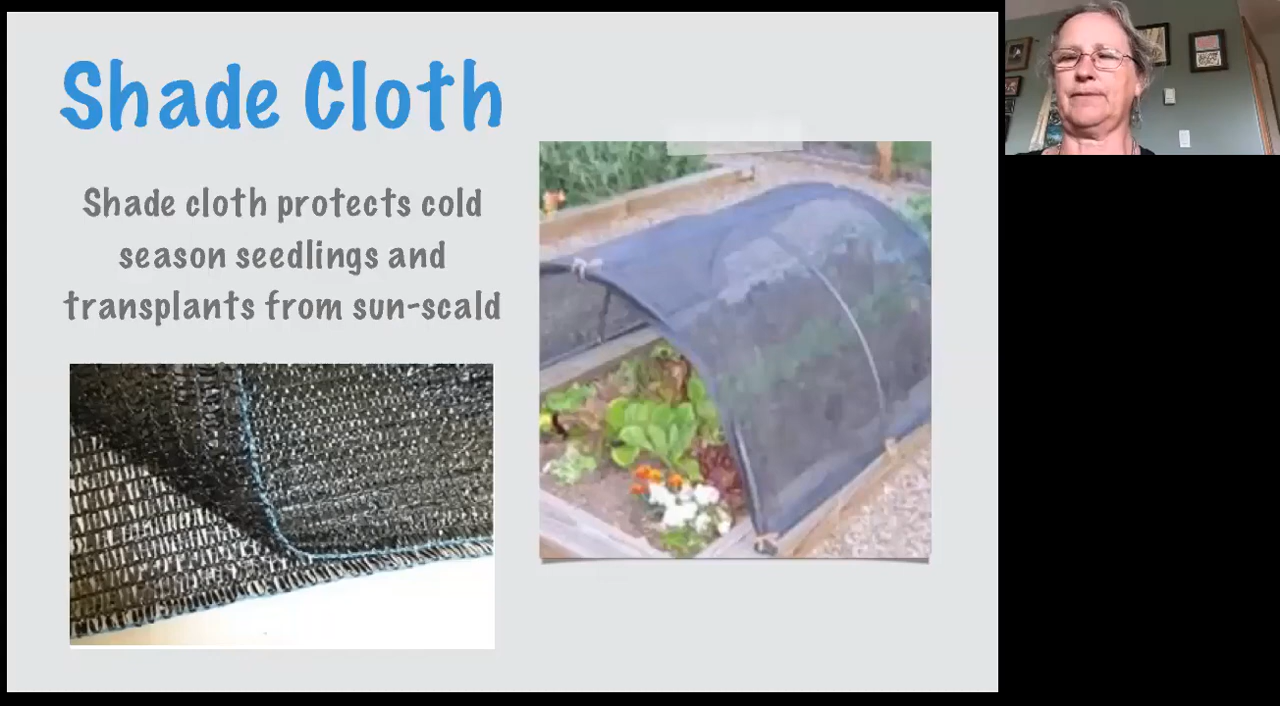 Shade Cloth
Shade cloth protects cold
season seedlings and
transplants from sun-scald